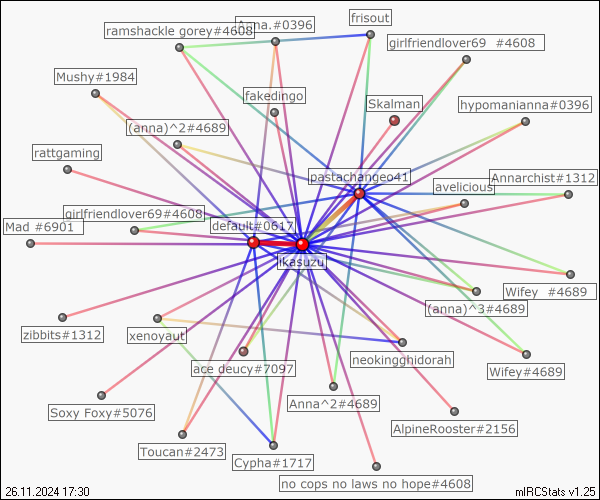 ramshackle gorey#4608
Anna.#0396
frisout
girlfriendlover69 #4608
Mushy#1984
fakedingo
Skalman
hypomanianna#0396
(anna)^2#4689
rattgaming
pastachangeo41
Annarchist#1312
avelicious
girlfriendlover69#4608
Mad #6901
default#0617
ikasuzu
Wifey #4689
(anna)^3#4689
zibbits#1312
xenoyaut
neokingghidorah
ace deucy#7097
Wifey#4689
Soxy Foxy#5076
Anna^2#4689
AlpineRooster#2156
Toucan#2473
Cypha#1717
no cops no laws no hope#4608
26.11.2024 17:30
mIRCStats v1.25